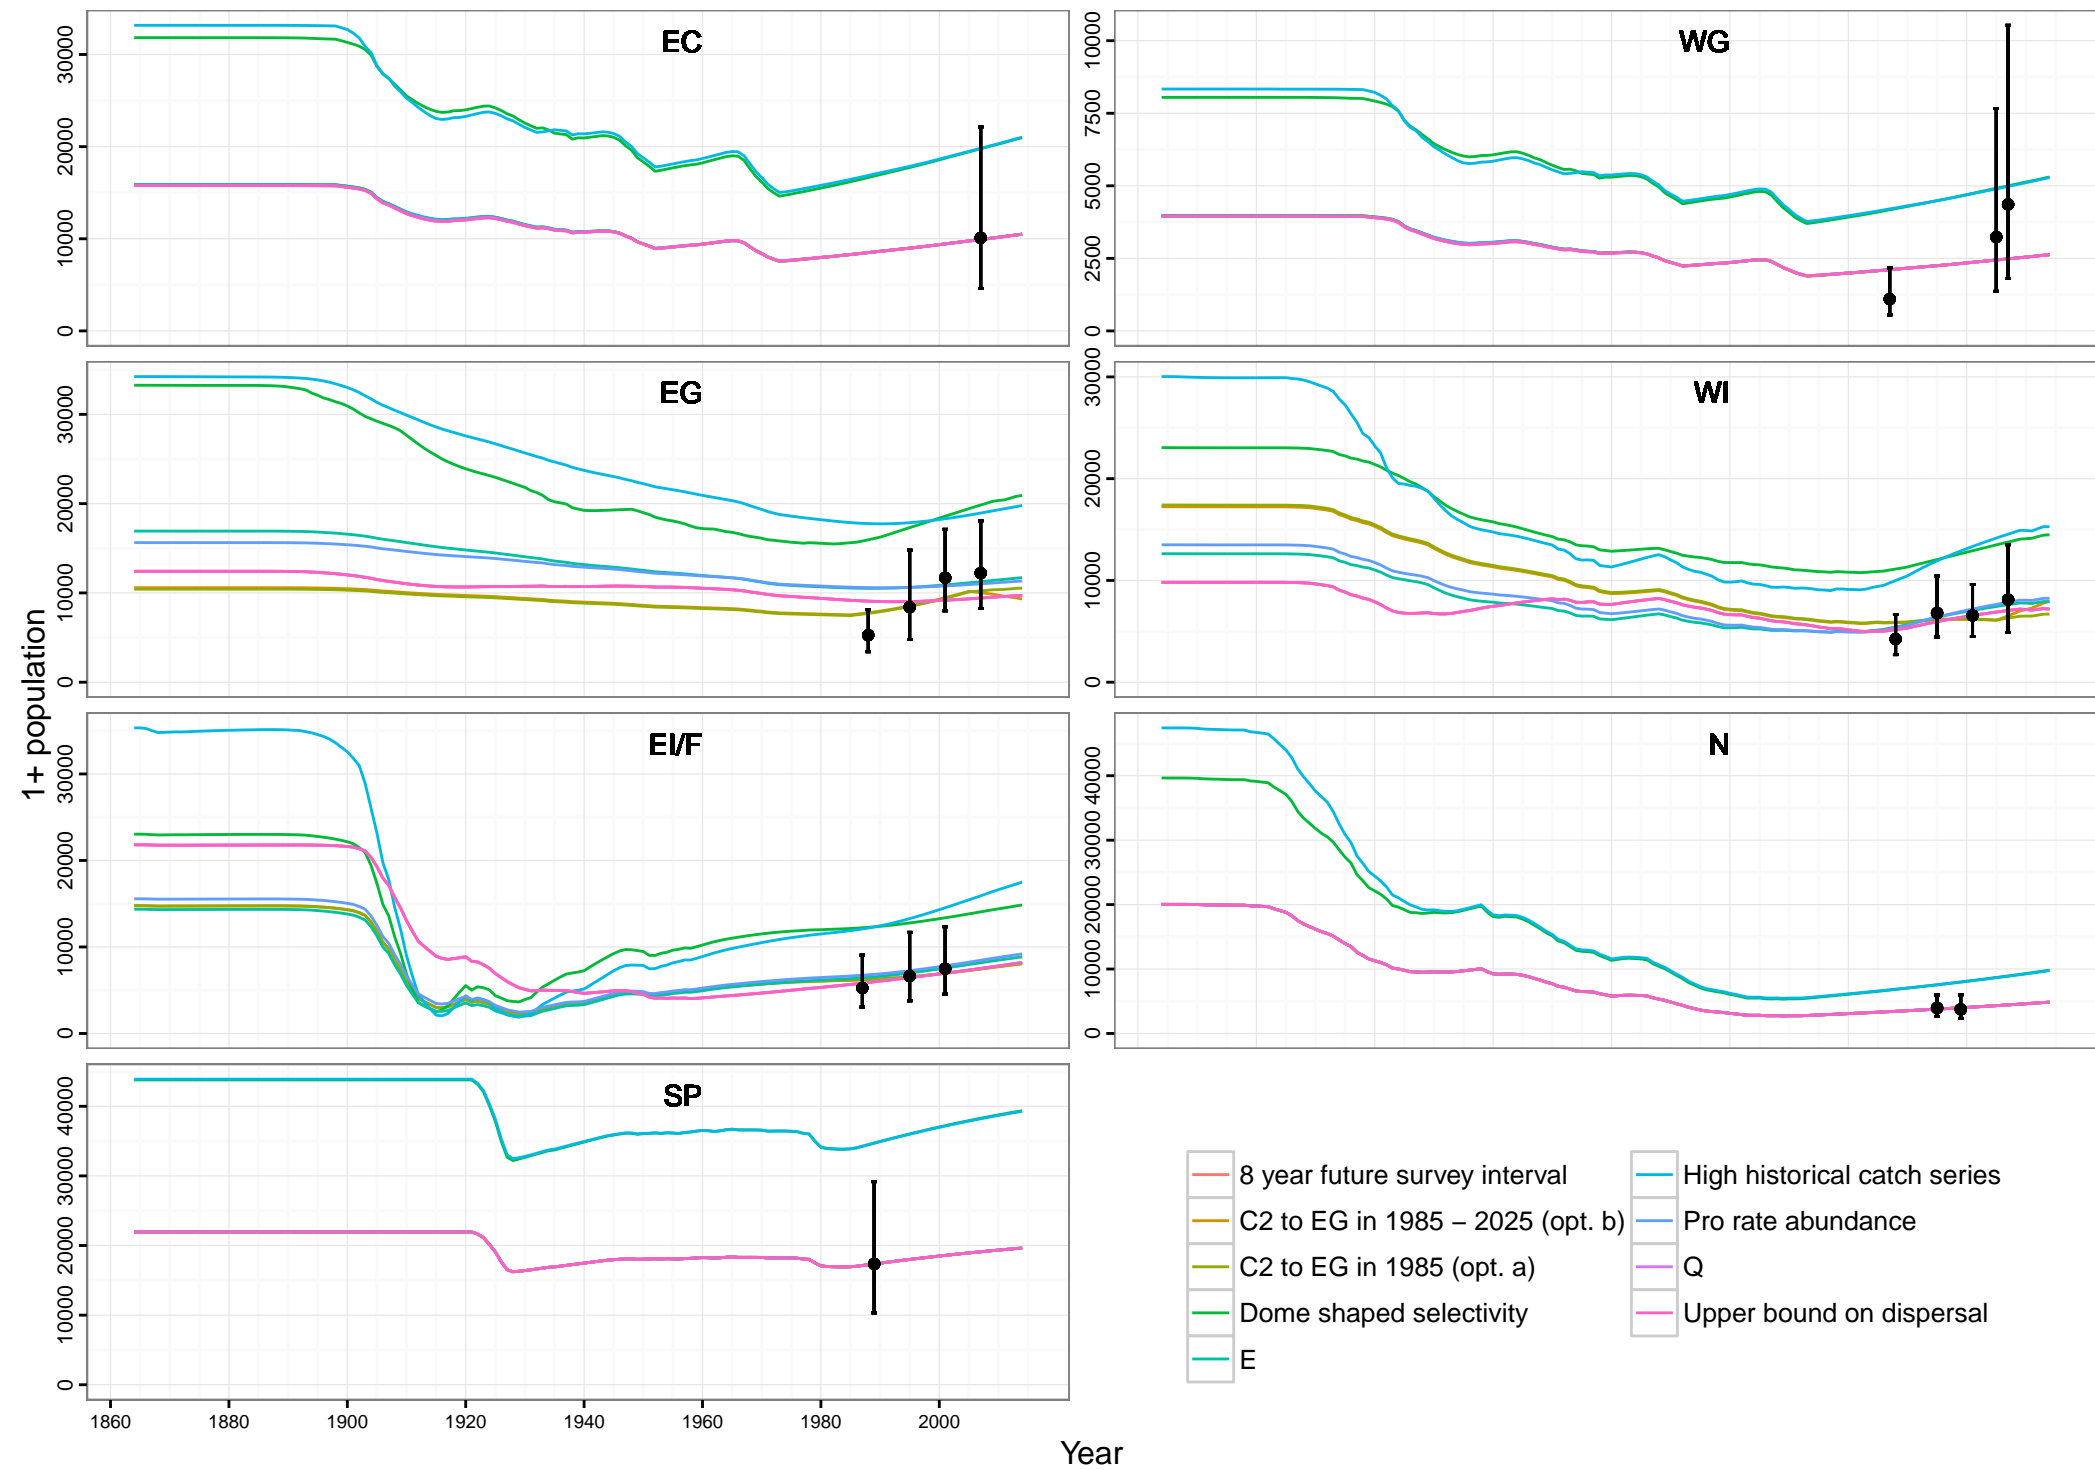 EC
30000
20000
10000
0
WG
10000
7500
5000
2500
0
EG
30000
20000
10000
0
WI
30000
20000
10000
0
EI/F
30000
20000
10000
0
N
40000
30000
20000
10000
0
SP
40000
30000
20000
10000
0
1+ population
1860 1880 1900 1920 1940 1960 1980 2000
Year
8 year future survey interval
C2 to EG in 1985 − 2025 (opt. b)
C2 to EG in 1985 (opt. a)
Dome shaped selectivity
E
High historical catch series
Pro rate abundance
Q
Upper bound on dispersal